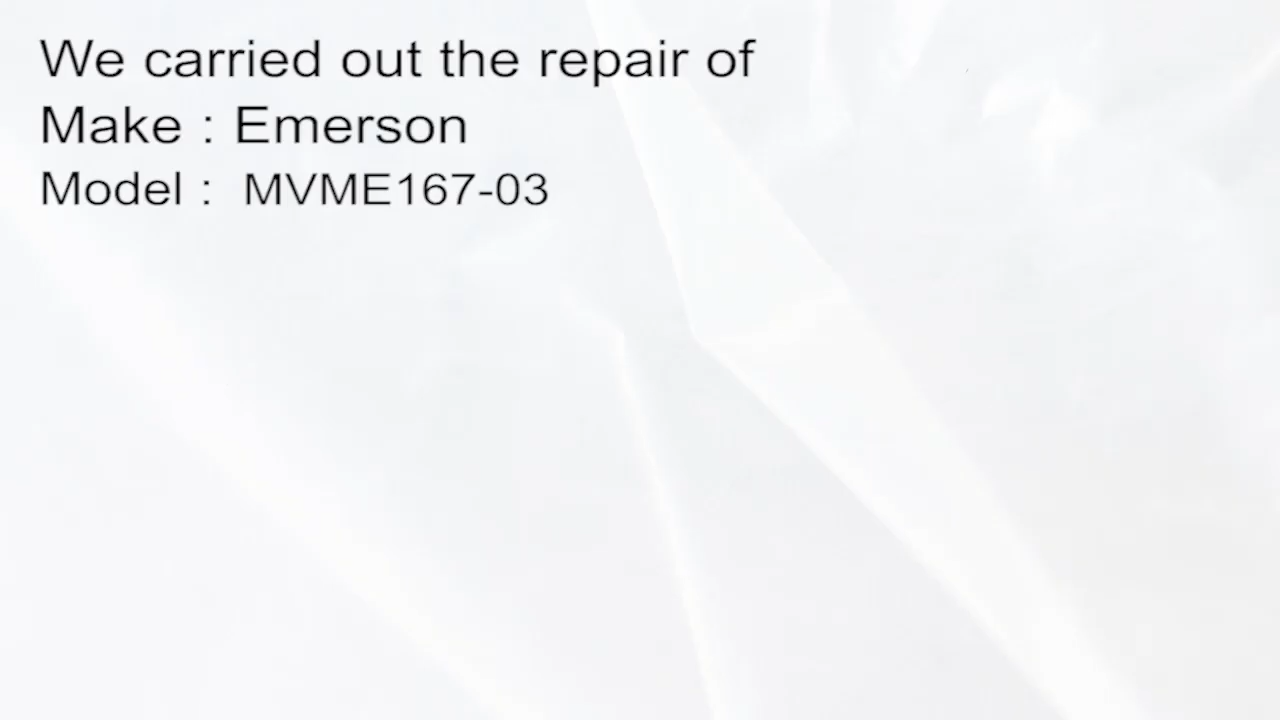 We carried out the repair of
Make : Emerson
Model : MVME167-03